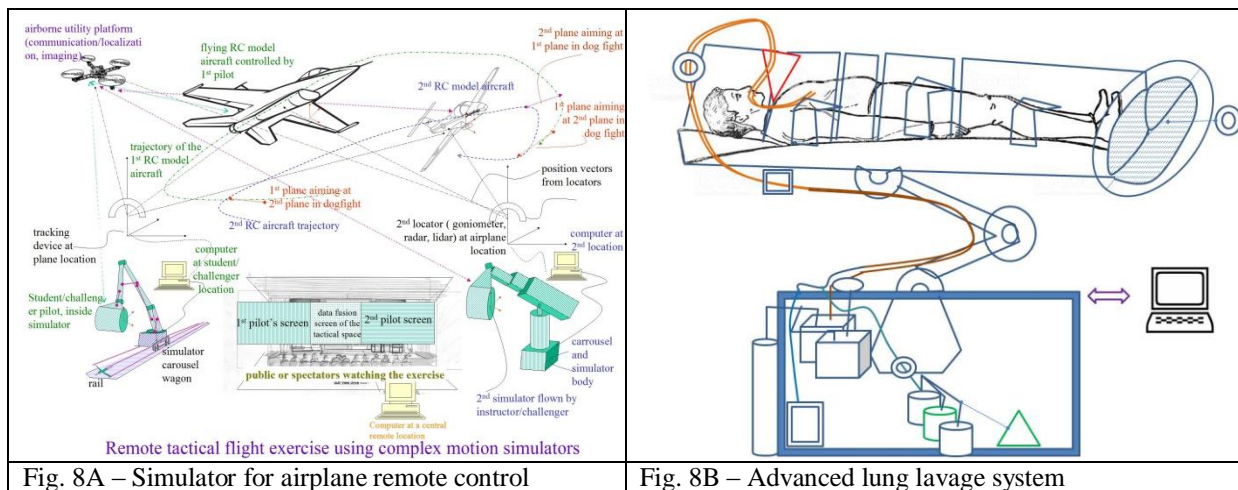 airborne utility platform
(communication/localizati
on, imaging)
flying RC model
aircraft controlled by
1st pilot
2nd plane aiming at
1st plane in dog fight
2nd RC model aircraft
1st plane aiming
at 2nd plane in
dog fight
trajectory of the
1st RC model
aircraft
position vectors
from locators
1st plane aiming at
2nd plane in dogfight
2nd RC aircraft trajectory
2nd locator ( goniometer,
radar, lidar) at airplane
location
computer at
2nd location
tracking
device at
plane location
computer
at student/
challenger
location
Student/challeng
er pilot, inside
simulator
1st pilot's screen
data fusion
screen of the
tactical space
2nd pilot screen
simulator
carousel
wagon
rail
public or spectators watching the exercise
carrousel
and
simulator
body
2nd simulator flown by
instructor/challenger
Computer at a central
remote location
Remote tactical flight exercise using complex motion simulators
Fig. 8A – Simulator for airplane remote control
Fig. 8B – Advanced lung lavage system